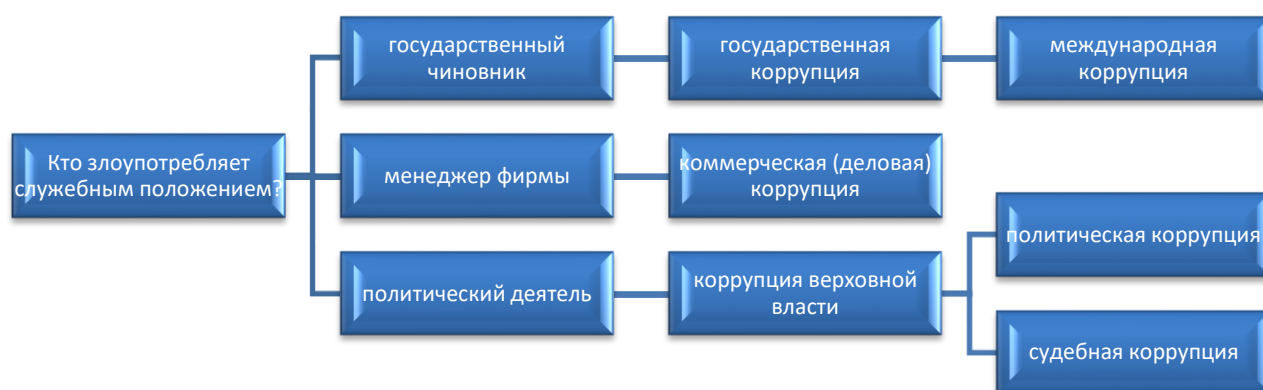 Кто злоупотребляет
служебным положением?
государственный
чиновник
государственная
коррупция
международная
коррупция
менеджер фирмы
коммерческая (деловая)
коррупция
политический деятель
коррупция верховной
власти
политическая коррупция
судебная коррупция